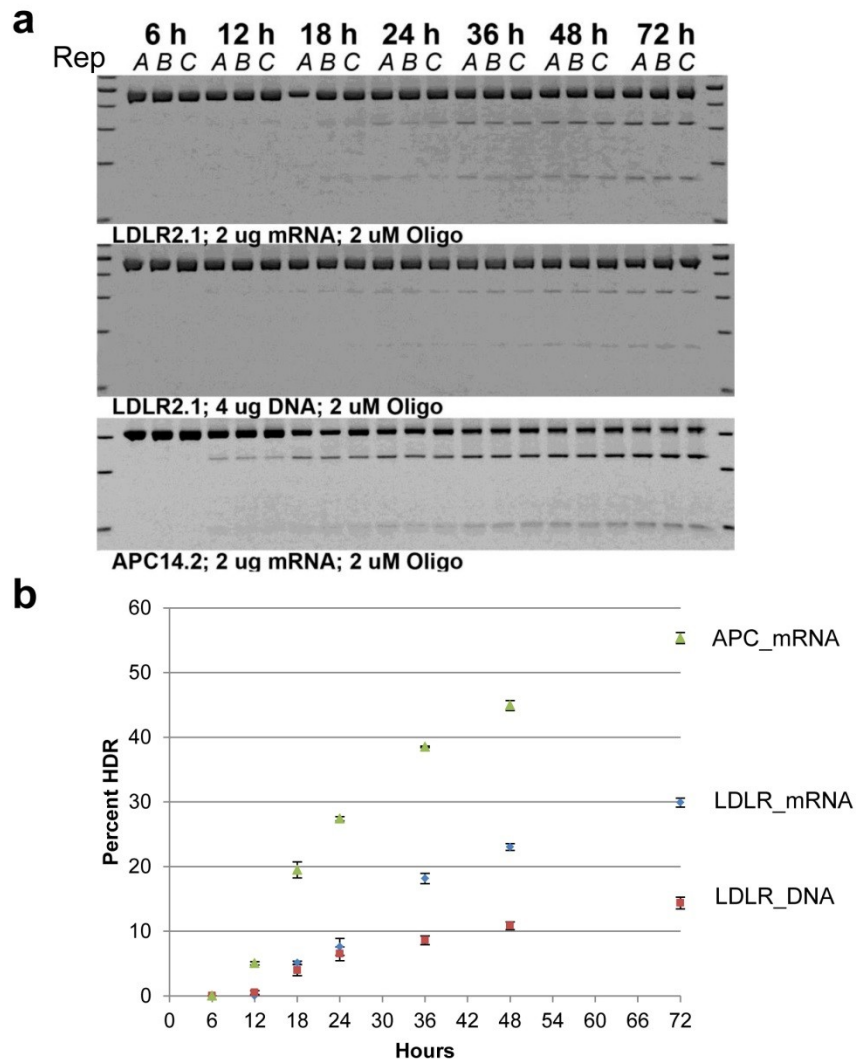 a
6 h 12 h 18 h 24 h 36 h 48 h 72 h
Rep A B C A B C A B C A B C A B C A B C A B C
LDLR2.1; 2 ug mRNA; 2 uM Oligo
LDLR2.1; 4 ug DNA; 2 uM Oligo
APC14.2; 2 ug mRNA; 2 uM Oligo
b
60
50
40
30
20
10
0
Percent HDR
APC_mRNA
LDLR_mRNA
LDLR_DNA
0 6 12 18 24 30 36 42 48 54 60 66 72
Hours